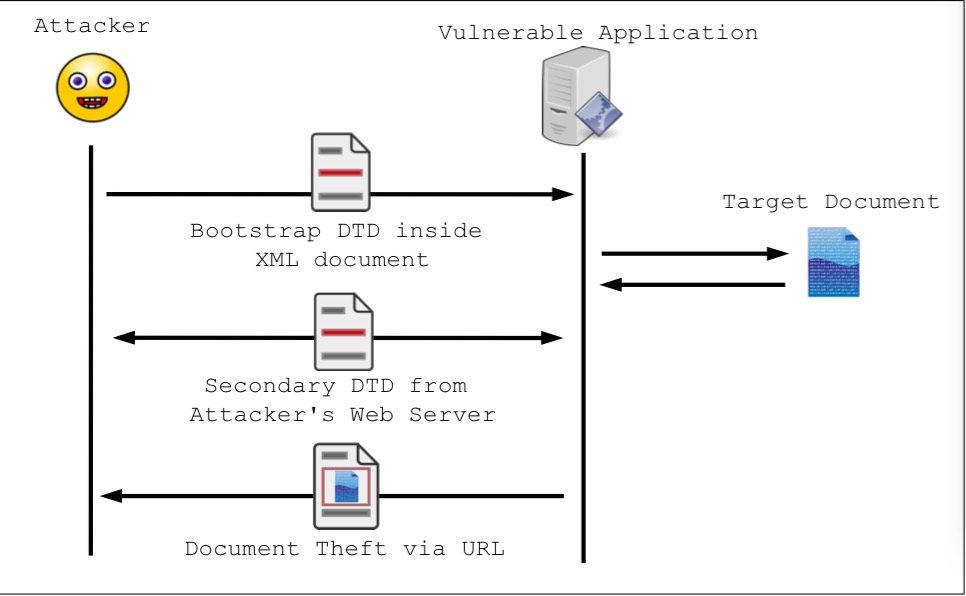 Attacker
Vulnerable Application
Target Document
Bootstrap DTD inside
XML document
Secondary DTD from
Attacker's Web Server
Document Theft via URL